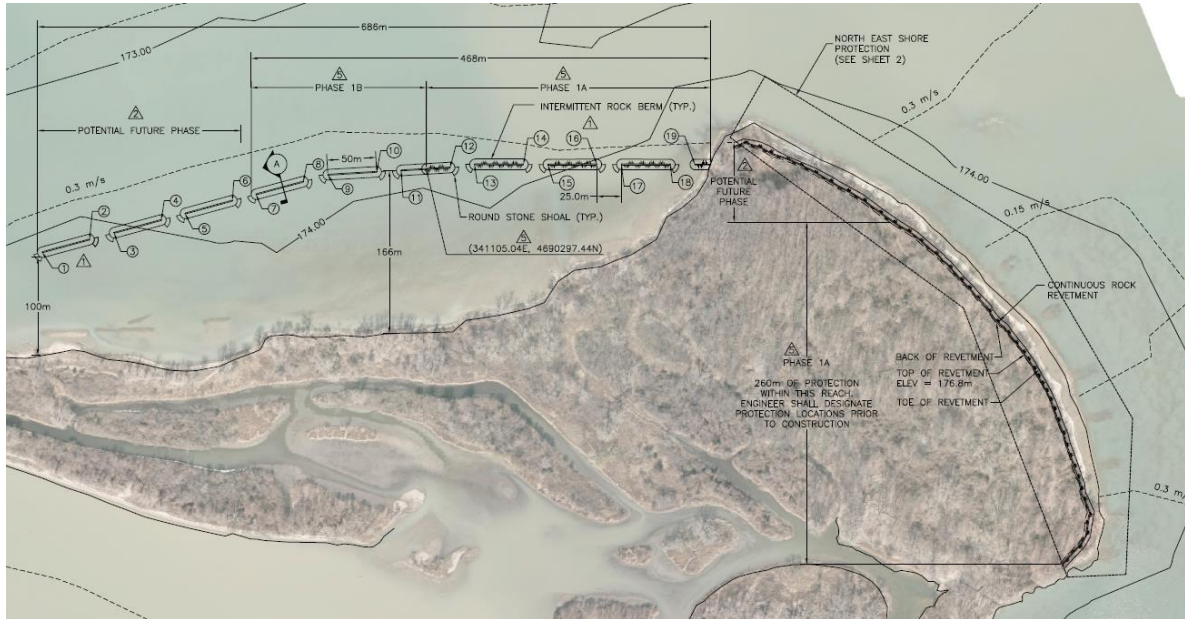 686m
173.00
468m
NORTH EAST SHORE
PROTECTION
(SEE SHEET 2)
5
PHASE 1B
5
PHASE 1A
2
POTENTIAL FUTURE PHASE
INTERMITTENT ROCK BERM (TYP.)
1
0.3 m/s
A
50m
0.3 m/s
1
2
3
4
5
6
7
8
9
10
11
12
13
14
15
16
17
18
19
25.0m
ROUND STONE SHOAL (TYP.)
5
(341105.04E, 4690297.44N)
174.00
1
100m
166m
2
POTENTIAL
FUTURE
PHASE
174.00
0.15 m/s
CONTINUOUS ROCK
REVETMENT
BACK OF REVETMENT
TOP OF REVETMENT
ELEV = 176.8m
TOE OF REVETMENT
5
PHASE 1A
260m OF PROTECTION
WITHIN THIS REACH.
ENGINEER SHALL DESIGNATE
PROTECTION LOCATIONS PRIOR
TO CONSTRUCTION
0.3 m/s